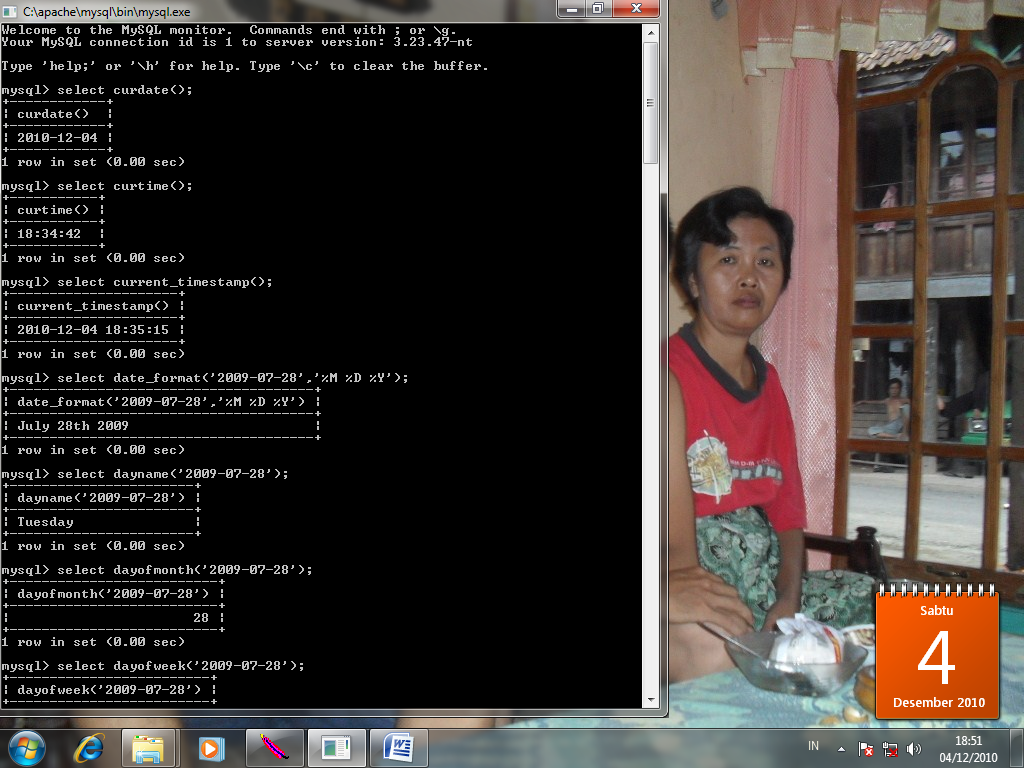 C:\apache\mysql\bin\mysql.exe
Welcome to the MySQL monitor.  Commands end with ; or \g.
Your MySQL connection id is 1 to server version: 3.23.47-nt
Type 'help;' or '\h' for help. Type '\c' to clear the buffer.
mysql> select curdate();
+------------+
| curdate()  |
+------------+
| 2010-12-04 |
+------------+
1 row in set (0.00 sec)
mysql> select curtime();
+-----------+
| curtime() |
+-----------+
| 18:34:42  |
+-----------+
1 row in set (0.00 sec)
mysql> select current_timestamp();
+---------------------+
| current_timestamp() |
+---------------------+
| 2010-12-04 18:35:15 |
+---------------------+
1 row in set (0.00 sec)
mysql> select date_format('2009-07-28','%M %D %Y');
+--------------------------------------+
| date_format('2009-07-28','%M %D %Y') |
+--------------------------------------+
| July 28th 2009                       |
+--------------------------------------+
1 row in set (0.00 sec)
mysql> select dayname('2009-07-28');
+-----------------------+
| dayname('2009-07-28') |
+-----------------------+
| Tuesday               |
+-----------------------+
1 row in set (0.00 sec)
mysql> select dayofmonth('2009-07-28');
+--------------------------+
| dayofmonth('2009-07-28') |
+--------------------------+
|                       28 |
+--------------------------+
1 row in set (0.00 sec)
mysql> select dayofweek('2009-07-28');
+-------------------------+
| dayofweek('2009-07-28') |
+-------------------------+
Sabtu
4
Desember 2010
IN
18:51
04/12/2010